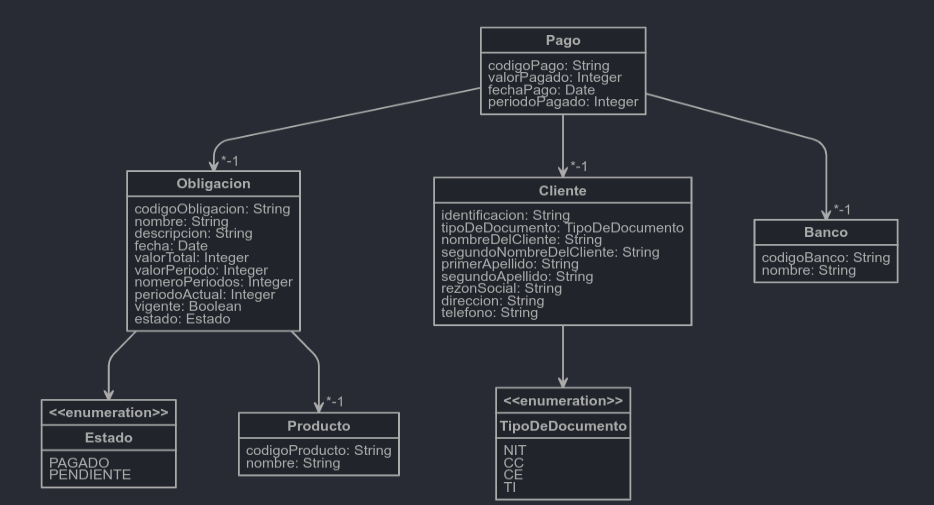 Pago
codigoPago: String
valorPagado: Integer
fechaPago: Date
periodoPagado: Integer
*-1
*-1
*-1
Obligacion
codigoObligacion: String
nombre: String
descripcion: String
fecha: Date
valorTotal: Integer
valorPeriodo: Integer
nomeroPeriodos: Integer
periodoActual: Integer
vigente: Boolean
estado: Estado
Cliente
identificacion: String
tipoDeDocumento: TipoDeDocumento
nombreDelCliente: String
segundoNombreDelCliente: String
primerApellido: String
segundoApellido: String
rezonSocial: String
direccion: String
telefono: String
Banco
codigoBanco: String
nombre: String
<<enumeration>>
Estado
PAGADO
PENDIENTE
*-1
Producto
codigoProducto: String
nombre: String
<<enumeration>>
TipoDeDocumento
NIT
CC
CE
TI